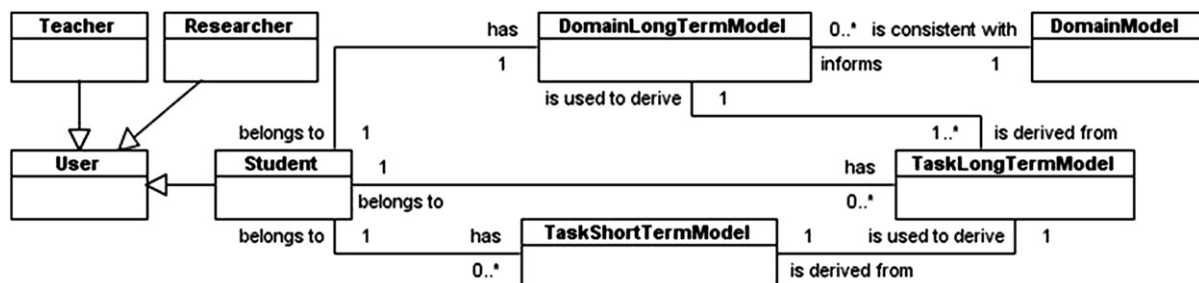 Teacher
Researcher
has
DomainLongTermModel
0..*
is consistent with
DomainModel
1
informs
1
is used to derive
1
belongs to
1
1..*
is derived from
User
Student
1
has
TaskLongTermModel
belongs to
0..*
belongs to
1
has
TaskShortTermModel
1
is used to derive
1
0..*
is derived from